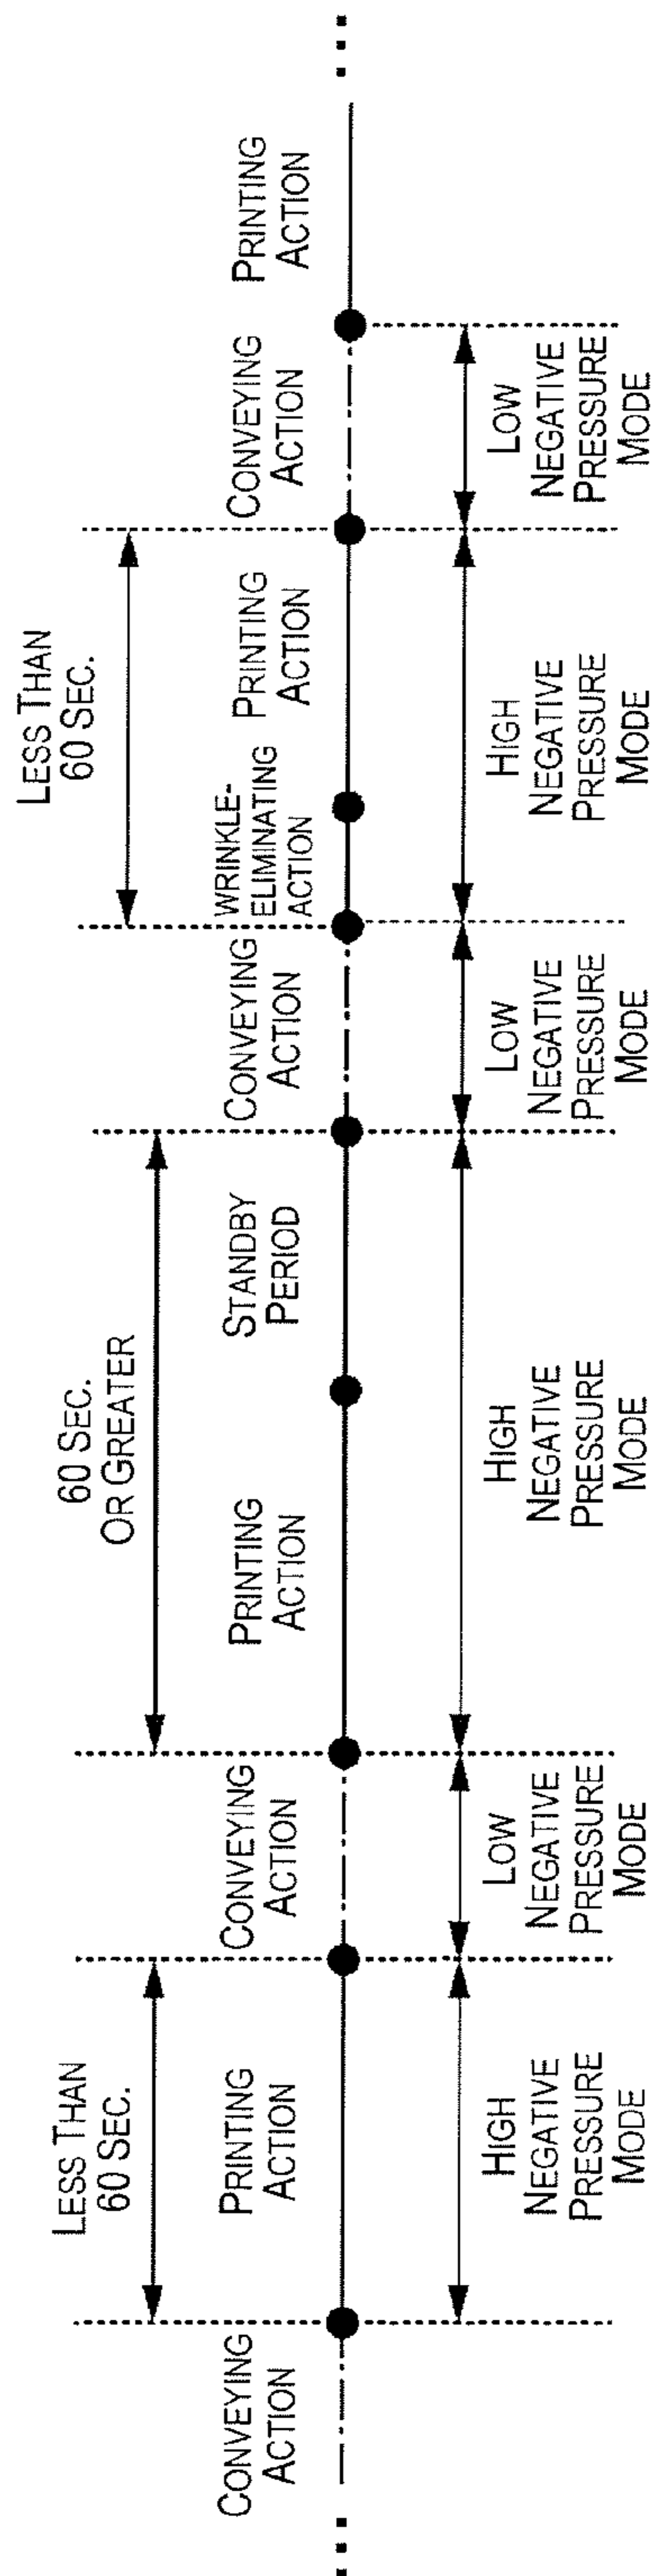 LESS THAN
60 SEC.
60 SEC.
OR GREATER
LESS THAN
60 SEC.
CONVEYING
ACTION
PRINTING
ACTION
CONVEYING
ACTION
PRINTING
ACTION
STANDBY
PERIOD
CONVEYING
ACTION
WRINKLE-
ELIMINATING
ACTION
PRINTING
ACTION
CONVEYING
ACTION
PRINTING
ACTION
HIGH
NEGATIVE
PRESSURE
MODE
LOW
NEGATIVE
PRESSURE
MODE
HIGH
NEGATIVE
PRESSURE
MODE
LOW
NEGATIVE
PRESSURE
MODE
HIGH
NEGATIVE
PRESSURE
MODE
LOW
NEGATIVE
PRESSURE
MODE